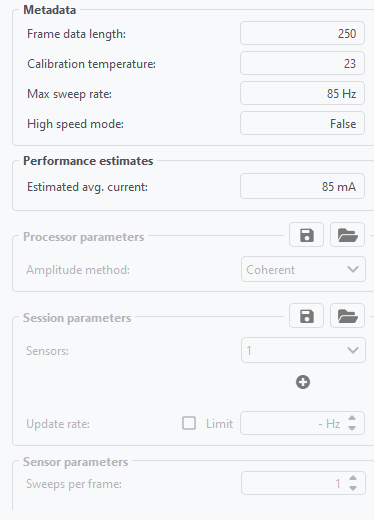 Metadata
Frame data length: 250
Calibration temperature: 23
Max sweep rate: 85 Hz
High speed mode: False
Performance estimates
Estimated avg. current: 85 mA
Processor parameters
Amplitude method: Coherent
Session parameters
Sensors: 1
Update rate: Limit - Hz
Sensor parameters
Sweeps per frame: 1